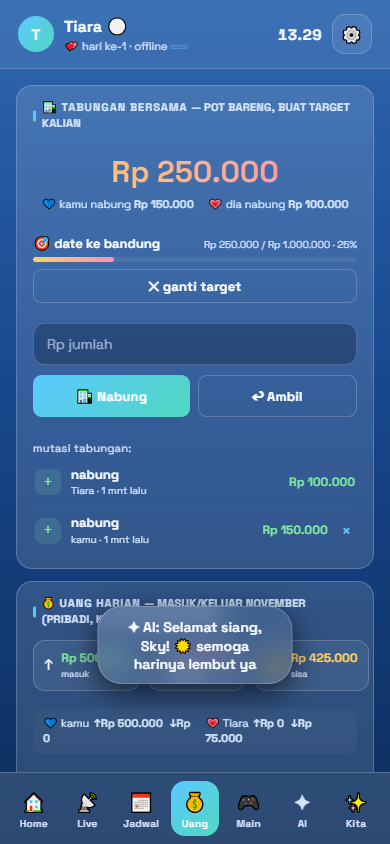 T
Tiara
hari ke-1 · offline
13.29
TABUNGAN BERSAMA — POT BARENG, BUAT TARGET
KALIAN
Rp 250.000
kamu nabung Rp 150.000 dia nabung Rp 100.000
date ke bandung Rp 250.000 / Rp 1.000.000 · 25%
✕ ganti target
Rp jumlah
Nabung
Ambil
mutasi tabungan:
+ nabung Rp 100.000
Tiara · 1 mnt lalu
+ nabung Rp 150.000 ×
kamu · 1 mnt lalu
UANG HARIAN — MASUK/KELUAR NOVEMBER
(PRIBADI,
✦ AI: Selamat siang,
Sky! semoga
harinya lembut ya
↑ Rp
masuk
Rp 425.000
sisa
kamu ↑Rp 500.000 ↓Rp
0
Tiara ↑Rp 0 ↓Rp
75.000
Home
Live
Jadwal
Uang
Main
AI
Kita